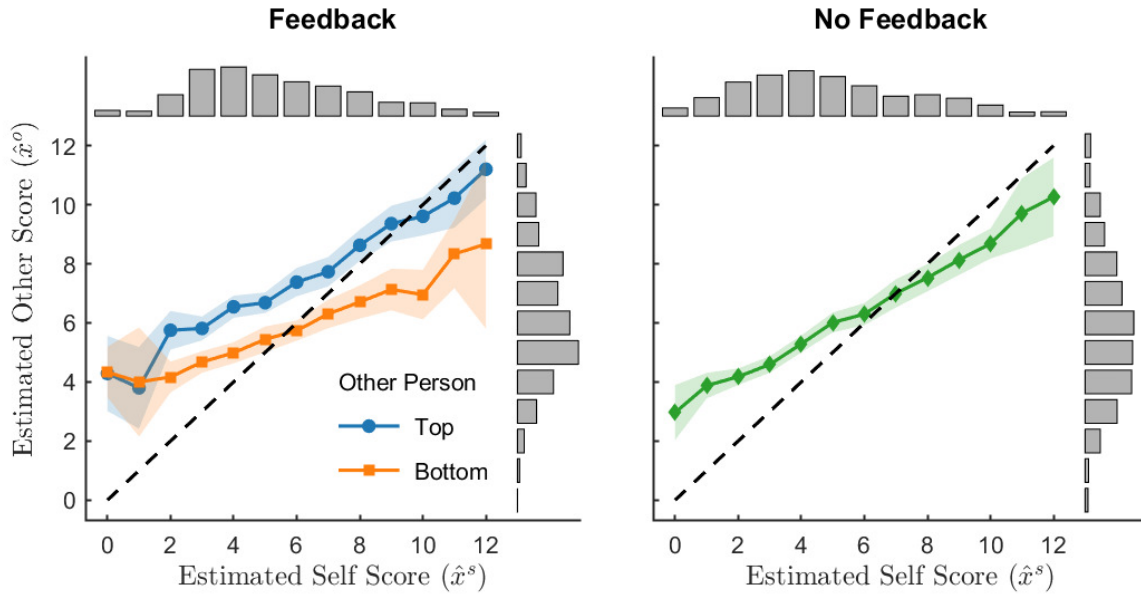 Feedback
No Feedback
Estimated Other Score (x̂ᵒ)
12
10
8
6
4
2
0
Other Person
Top
Bottom
0 2 4 6 8 10 12
0 2 4 6 8 10 12
Estimated Self Score (x̂ˢ)
Estimated Self Score (x̂ˢ)